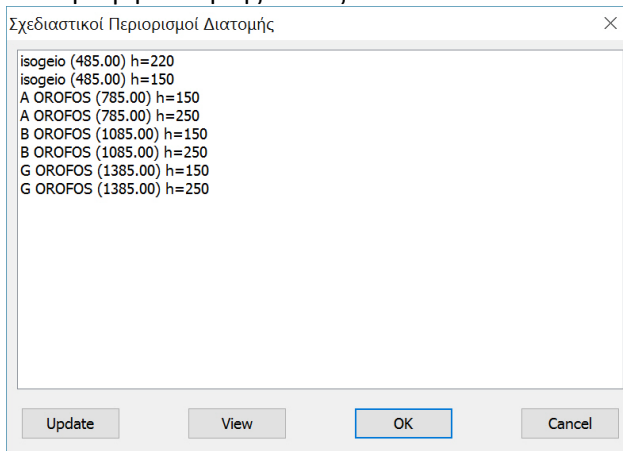 Σχεδιαστικοί Περιορισμοί Διατομής
isogeio (485.00) h=220
isogeio (485.00) h=150
A OROFOS (785.00) h=150
A OROFOS (785.00) h=250
B OROFOS (1085.00) h=150
B OROFOS (1085.00) h=250
G OROFOS (1385.00) h=150
G OROFOS (1385.00) h=250
Update View OK Cancel